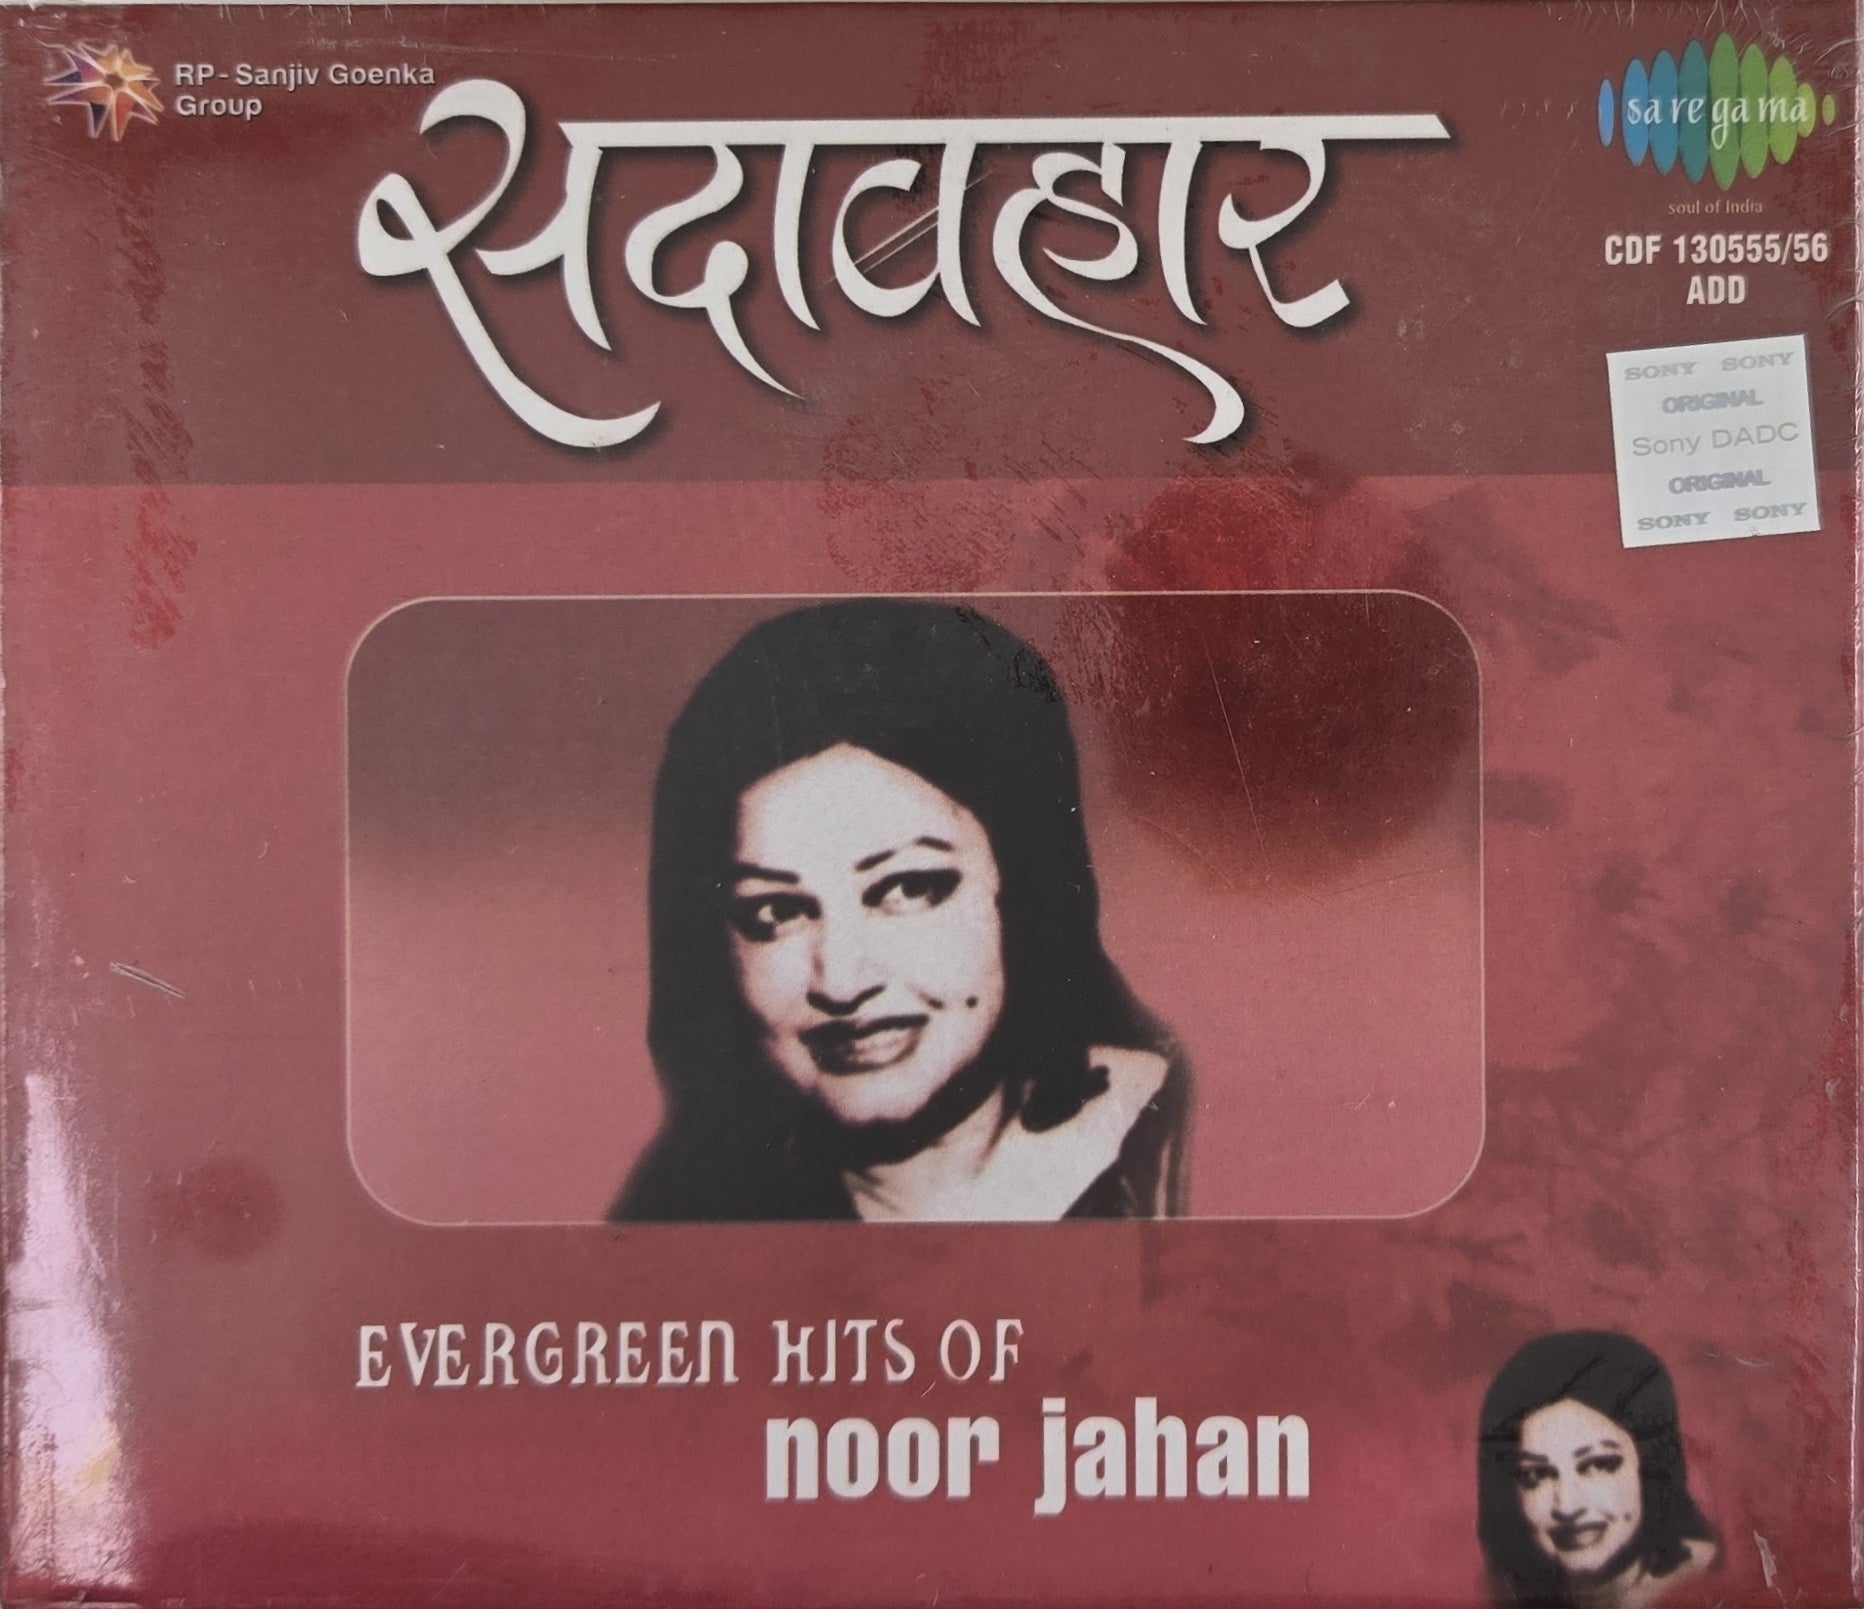 RP-Sanjiv Goenka
Group
सदाबहार
sa re ga ma
soul of India
CDF 130555/56
ADD
SONY SONY
ORIGINAL
Sony DADC
ORIGINAL
SONY SONY
EVERGREEN HITS OF
noor jahan